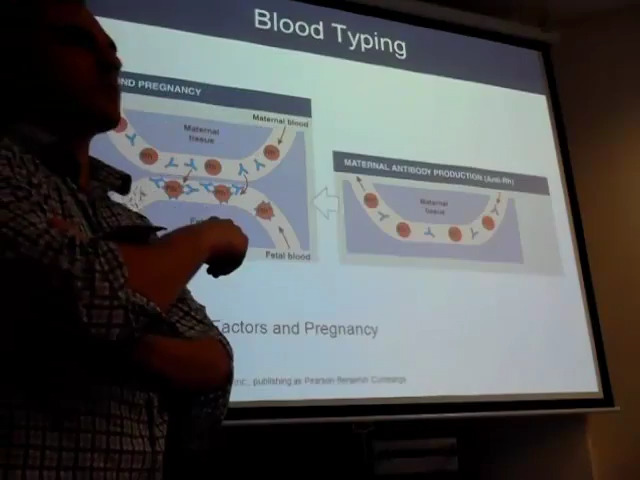 Blood Typing
ND PREGNANCY
Maternal blood
Maternal
tissue
MATERNAL ANTIBODY PRODUCTION (Anti-Rh)
Maternal
tissue
Fetal blood
Factors and Pregnancy
Inc., publishing as Pearson Benjamin Cummings